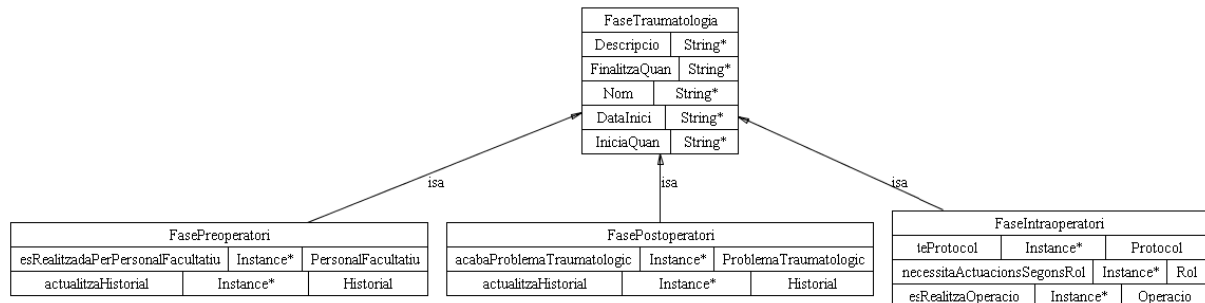 FaseTraumatologia
Descripcio String*
FinalitzaQuan String*
Nom String*
DataInici String*
IniciaQuan String*
isa isa isa
FasePreoperatori
esRealitzadaPerPersonalFacultatiu Instance* PersonalFacultatiu
actualitzaHistorial Instance* Historial
FasePostoperatori
acabaProblemaTraumatologic Instance* ProblemaTraumatologic
actualitzaHistorial Instance* Historial
FaseIntraoperatori
teProtocol Instance* Protocol
necessitaActuacionsSegonsRol Instance* Rol
esRealitzaOperacio Instance* Operacio